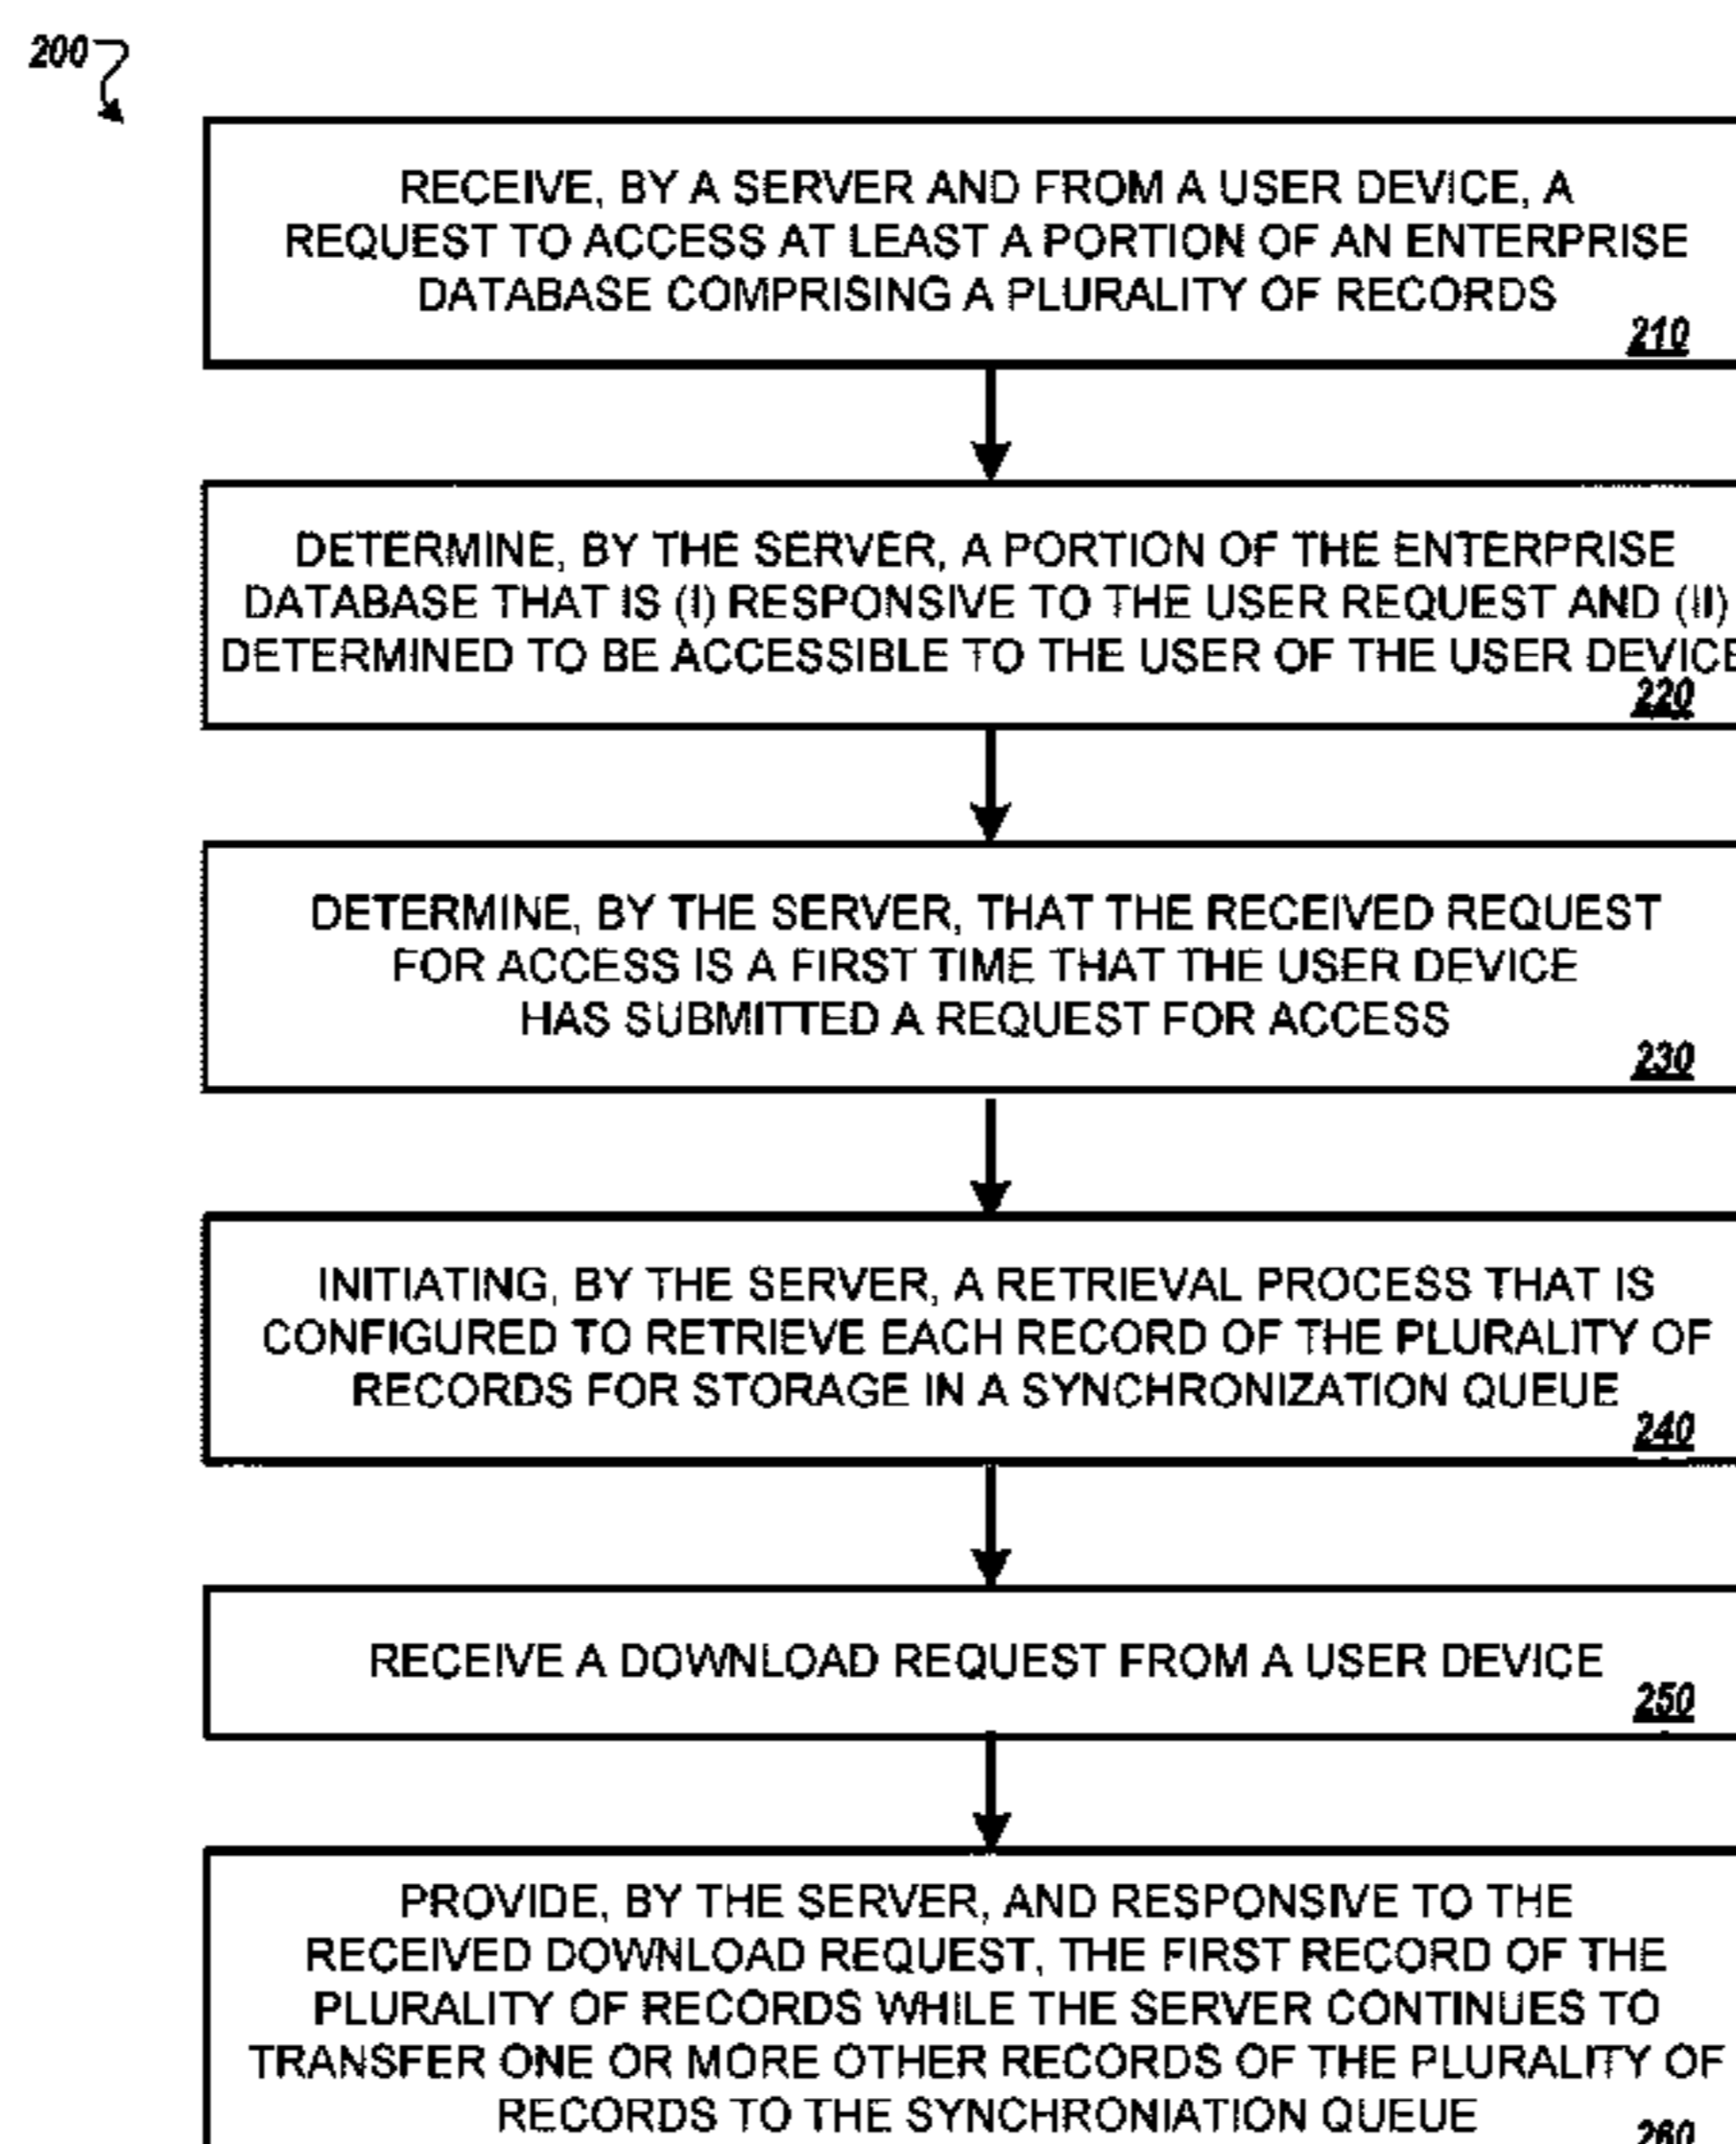 200
RECEIVE, BY A SERVER AND FROM A USER DEVICE, A
REQUEST TO ACCESS AT LEAST A PORTION OF AN ENTERPRISE
DATABASE COMPRISING A PLURALITY OF RECORDS
210
DETERMINE, BY THE SERVER, A PORTION OF THE ENTERPRISE
DATABASE THAT IS (I) RESPONSIVE TO THE USER REQUEST AND (II)
DETERMINED TO BE ACCESSIBLE TO THE USER OF THE USER DEVICE
220
DETERMINE, BY THE SERVER, THAT THE RECEIVED REQUEST
FOR ACCESS IS A FIRST TIME THAT THE USER DEVICE
HAS SUBMITTED A REQUEST FOR ACCESS
230
INITIATING, BY THE SERVER, A RETRIEVAL PROCESS THAT IS
CONFIGURED TO RETRIEVE EACH RECORD OF THE PLURALITY OF
RECORDS FOR STORAGE IN A SYNCHRONIZATION QUEUE
240
RECEIVE A DOWNLOAD REQUEST FROM A USER DEVICE
250
PROVIDE, BY THE SERVER, AND RESPONSIVE TO THE
RECEIVED DOWNLOAD REQUEST, THE FIRST RECORD OF THE
PLURALITY OF RECORDS WHILE THE SERVER CONTINUES TO
TRANSFER ONE OR MORE OTHER RECORDS OF THE PLURALITY OF
RECORDS TO THE SYNCHRONIATION QUEUE
260